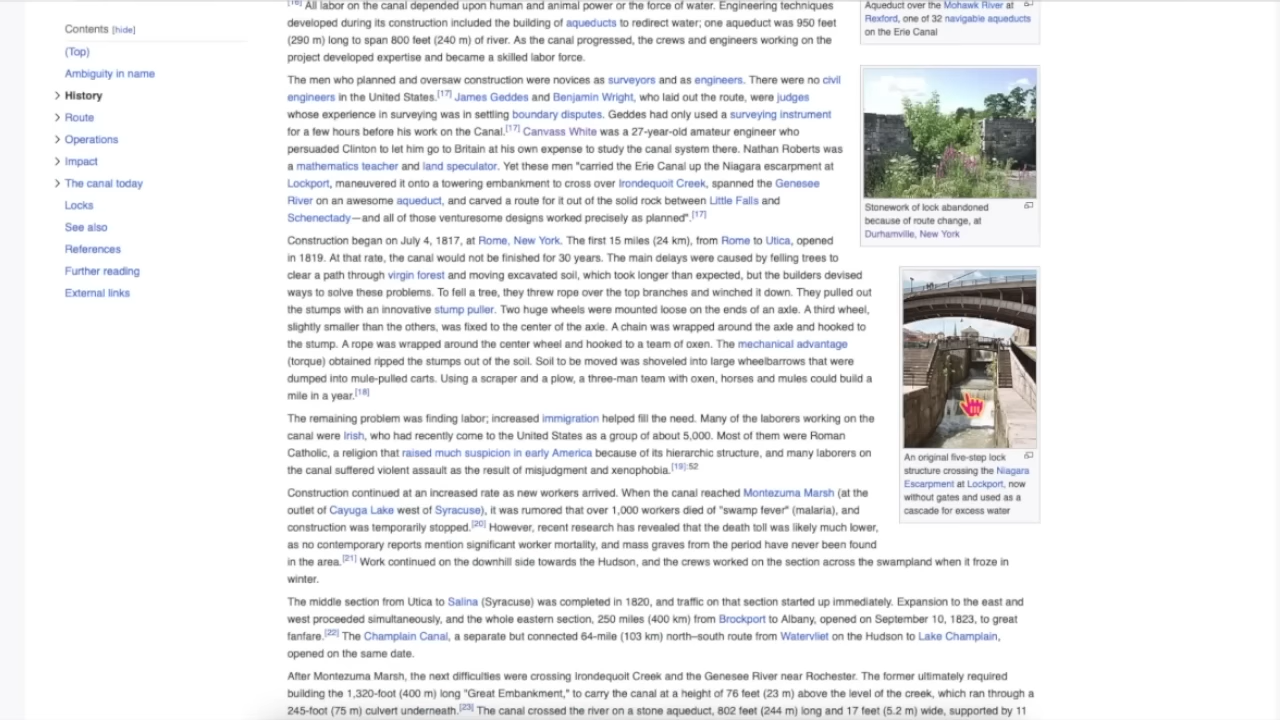 Contents [hide]
(Top)
Ambiguity in name
History
Route
Operations
Impact
The canal today
Locks
See also
References
Further reading
External links
[16] All labor on the canal depended upon human and animal power or the force of water. Engineering techniques
developed during its construction included the building of aqueducts to redirect water; one aqueduct was 950 feet
(290 m) long to span 800 feet (240 m) of river. As the canal progressed, the crews and engineers working on the
project developed expertise and became a skilled labor force.
The men who planned and oversaw construction were novices as surveyors and as engineers. There were no civil
engineers in the United States.[17] James Geddes and Benjamin Wright, who laid out the route, were judges
whose experience in surveying was in settling boundary disputes. Geddes had only used a surveying instrument
for a few hours before his work on the Canal.[17] Canvass White was a 27-year-old amateur engineer who
persuaded Clinton to let him go to Britain at his own expense to study the canal system there. Nathan Roberts was
a mathematics teacher and land speculator. Yet these men "carried the Erie Canal up the Niagara escarpment at
Lockport, maneuvered it onto a towering embankment to cross over Irondequoit Creek, spanned the Genesee
River on an awesome aqueduct, and carved a route for it out of the solid rock between Little Falls and
Schenectady—and all of those venturesome designs worked precisely as planned".[17]
Construction began on July 4, 1817, at Rome, New York. The first 15 miles (24 km), from Rome to Utica, opened
in 1819. At that rate, the canal would not be finished for 30 years. The main delays were caused by felling trees to
clear a path through virgin forest and moving excavated soil, which took longer than expected, but the builders devised
ways to solve these problems. To fell a tree, they threw rope over the top branches and winched it down. They pulled out
the stumps with an innovative stump puller. Two huge wheels were mounted loose on the ends of an axle. A third wheel,
slightly smaller than the others, was fixed to the center of the axle. A chain was wrapped around the axle and hooked to
the stump. A rope was wrapped around the center wheel and hooked to a team of oxen. The mechanical advantage
(torque) obtained ripped the stumps out of the soil. Soil to be moved was shoveled into large wheelbarrows that were
dumped into mule-pulled carts. Using a scraper and a plow, a three-man team with oxen, horses and mules could build a
mile in a year.[18]
The remaining problem was finding labor; increased immigration helped fill the need. Many of the laborers working on the
canal were Irish, who had recently come to the United States as a group of about 5,000. Most of them were Roman
Catholic, a religion that raised much suspicion in early America because of its hierarchic structure, and many laborers on
the canal suffered violent assault as the result of misjudgment and xenophobia.[19]:52
Construction continued at an increased rate as new workers arrived. When the canal reached Montezuma Marsh (at the
outlet of Cayuga Lake west of Syracuse), it was rumored that over 1,000 workers died of "swamp fever" (malaria), and
construction was temporarily stopped.[20] However, recent research has revealed that the death toll was likely much lower,
as no contemporary reports mention significant worker mortality, and mass graves from the period have never been found
in the area.[21] Work continued on the downhill side towards the Hudson, and the crews worked on the section across the swampland when it froze in
winter.
The middle section from Utica to Salina (Syracuse) was completed in 1820, and traffic on that section started up immediately. Expansion to the east and
west proceeded simultaneously, and the whole eastern section, 250 miles (400 km) from Brockport to Albany, opened on September 10, 1823, to great
fanfare.[22] The Champlain Canal, a separate but connected 64-mile (103 km) north–south route from Watervliet on the Hudson to Lake Champlain,
opened on the same date.
After Montezuma Marsh, the next difficulties were crossing Irondequoit Creek and the Genesee River near Rochester. The former ultimately required
building the 1,320-foot (400 m) long "Great Embankment," to carry the canal at a height of 76 feet (23 m) above the level of the creek, which ran through a
245-foot (75 m) culvert underneath.[23] The canal crossed the river on a stone aqueduct, 802 feet (244 m) long and 17 feet (5.2 m) wide, supported by 11
Aqueduct over the Mohawk River at
Rexford, one of 32 navigable aqueducts
on the Erie Canal
Stonework of lock abandoned
because of route change, at
Durhamville, New York
An original five-step lock
structure crossing the Niagara
Escarpment at Lockport, now
without gates and used as a
cascade for excess water